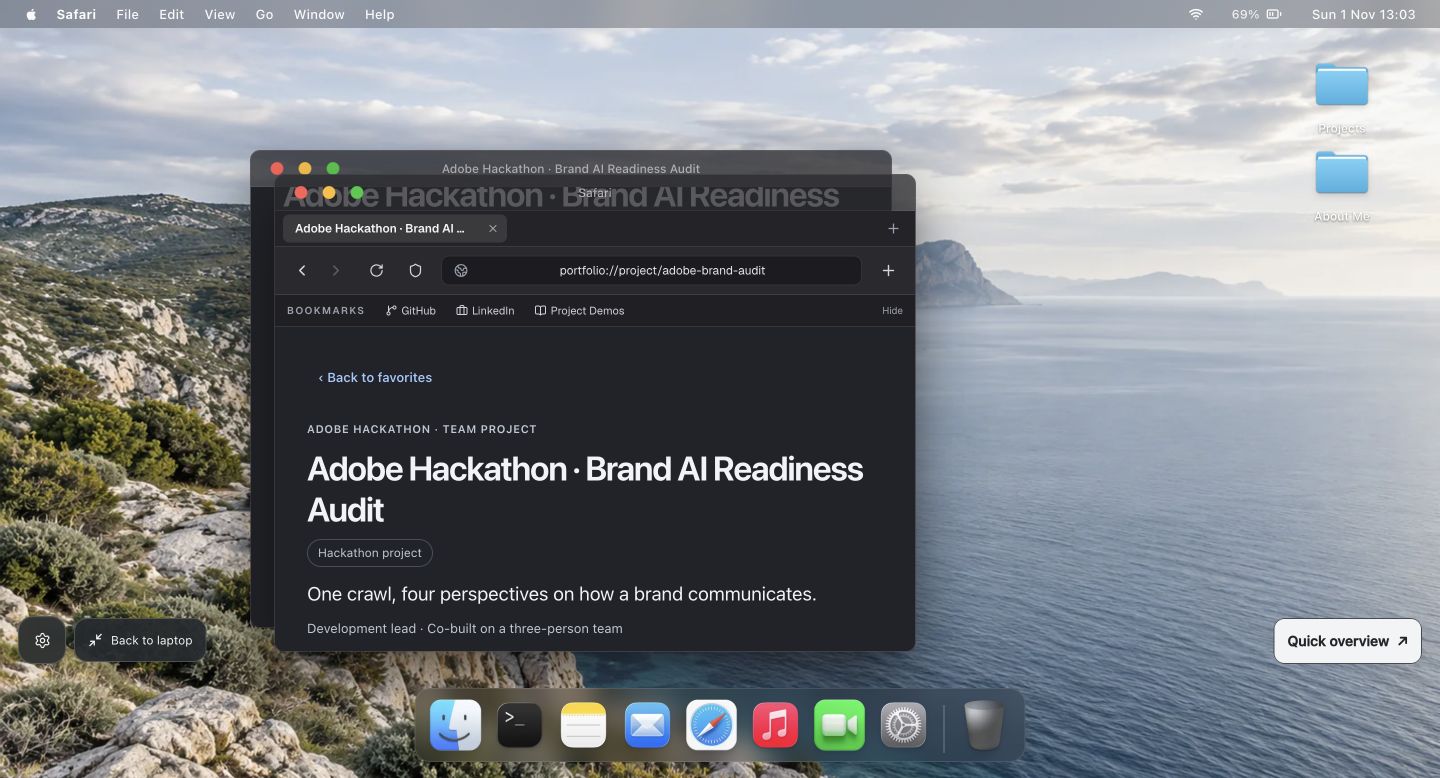 Safari File Edit View Go Window Help 69% Sun 1 Nov 13:03
Projects
About Me
Adobe Hackathon · Brand AI Readiness Audit
Adobe Hackathon · Brand AI Readiness
Safari
Adobe Hackathon · Brand AI ...
portfolio://project/adobe-brand-audit
BOOKMARKS GitHub LinkedIn Project Demos Hide
‹ Back to favorites
ADOBE HACKATHON · TEAM PROJECT
Adobe Hackathon · Brand AI Readiness
Audit
Hackathon project
One crawl, four perspectives on how a brand communicates.
Development lead · Co-built on a three-person team
Back to laptop
Quick overview ↗
>_